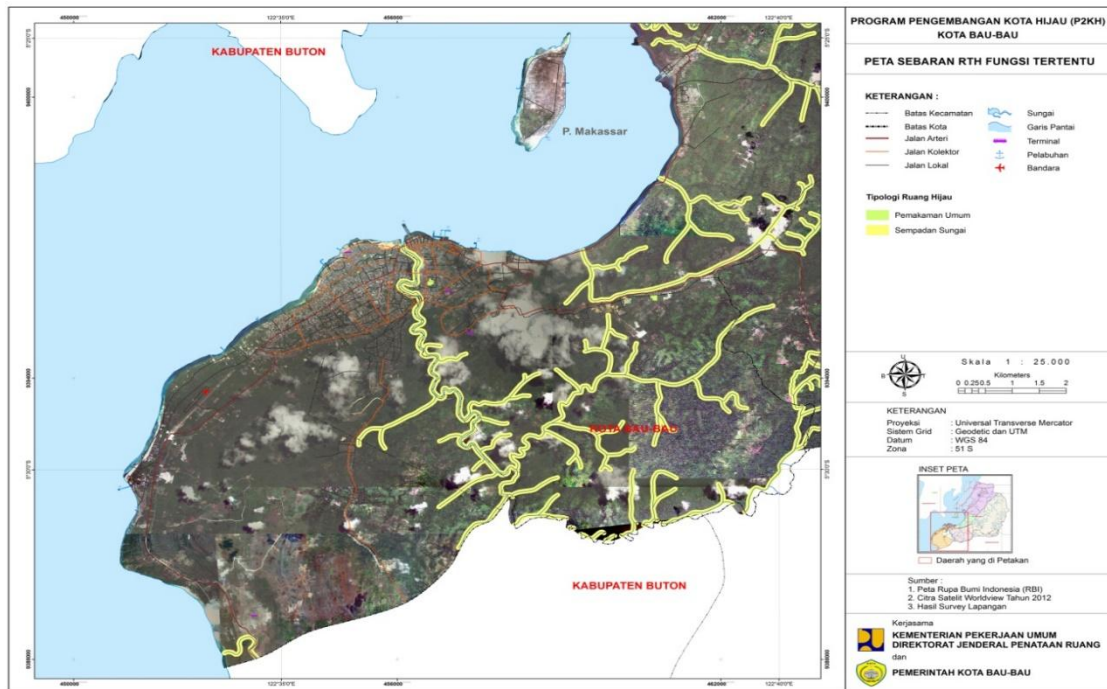 KABUPATEN BUTON
P. Makassar
KOTA BAU-BAU
KABUPATEN BUTON
PROGRAM PENGEMBANGAN KOTA HIJAU (P2KH)
KOTA BAU-BAU
PETA SEBARAN RTH FUNGSI TERTENTU
KETERANGAN :
Batas Kecamatan
Batas Kota
Jalan Arteri
Jalan Kolektor
Jalan Lokal
Sungai
Garis Pantai
Terminal
Pelabuhan
Bandara
Tipologi Ruang Hijau
Pemakaman Umum
Sempadan Sungai
Skala 1 : 25.000
Kilometers
0 0.25 0.5 1 1.5 2
KETERANGAN
Proyeksi : Universal Transverse Mercator
Sistem Grid : Geodetic dan UTM
Datum : WGS 84
Zona : 51 S
INSET PETA
Daerah yang di Petakan
Sumber :
1. Peta Rupa Bumi Indonesia (RBI)
2. Citra Satelit Worldview Tahun 2012
3. Hasil Survey Lapangan
Kerjasama
KEMENTERIAN PEKERJAAN UMUM
DIREKTORAT JENDERAL PENATAAN RUANG
dan
PEMERINTAH KOTA BAU-BAU